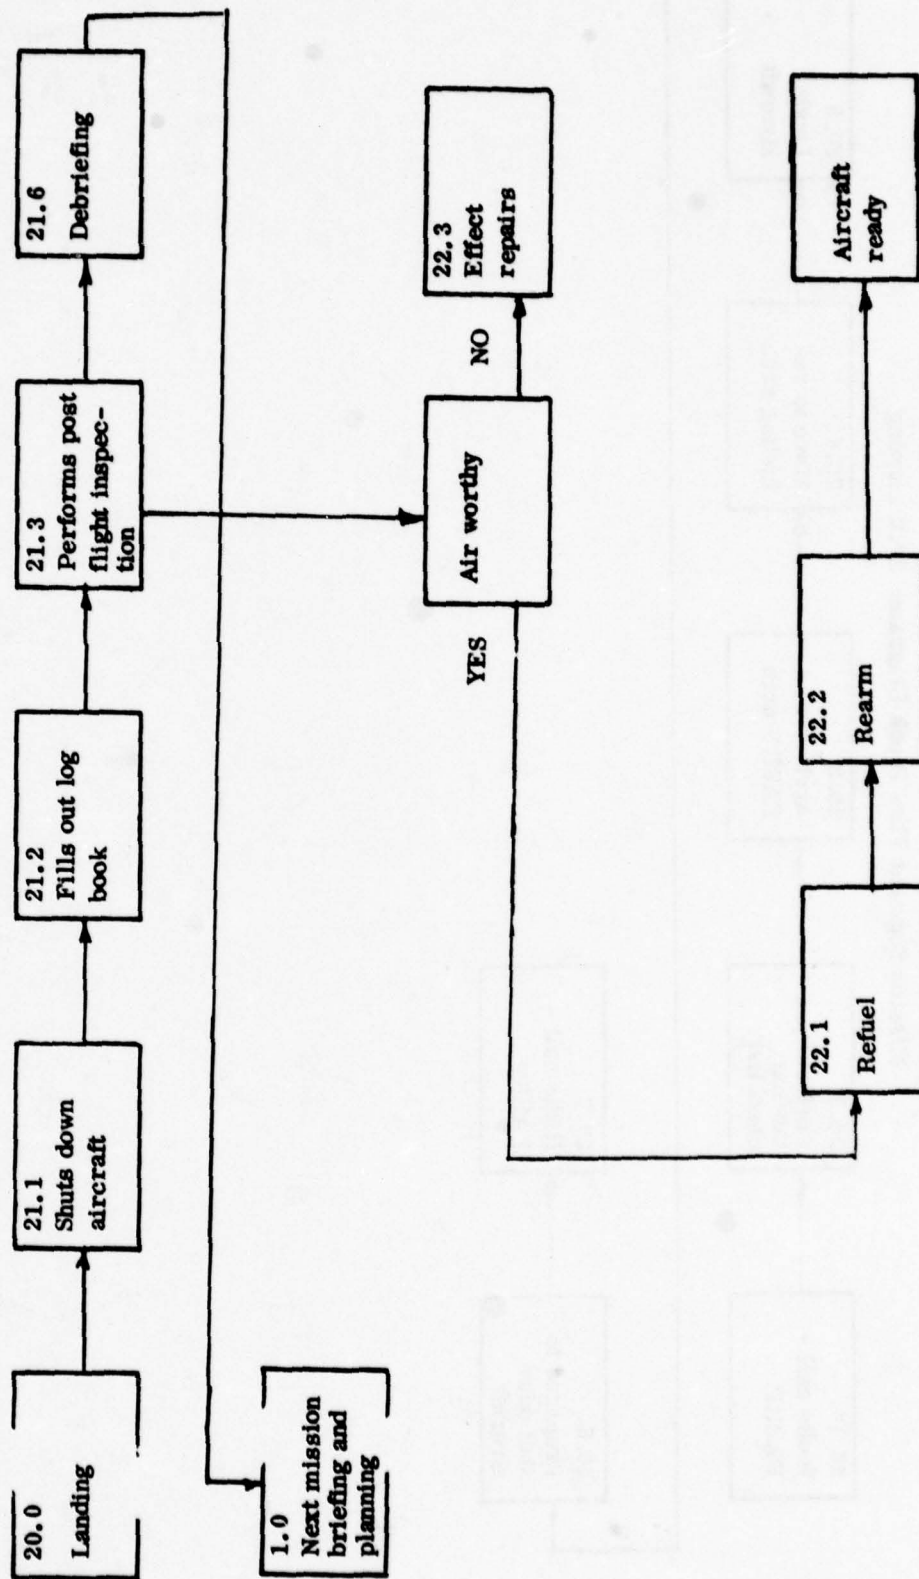 20.0
Landing
21.1
Shuts down
aircraft
21.2
Fills out log
book
21.3
Performs post
flight inspec-
tion
21.6
Debriefing
1.0
Next mission
briefing and
planning
Air worthy
NO
22.3
Effect
repairs
YES
22.1
Refuel
22.2
Rearm
Aircraft
ready